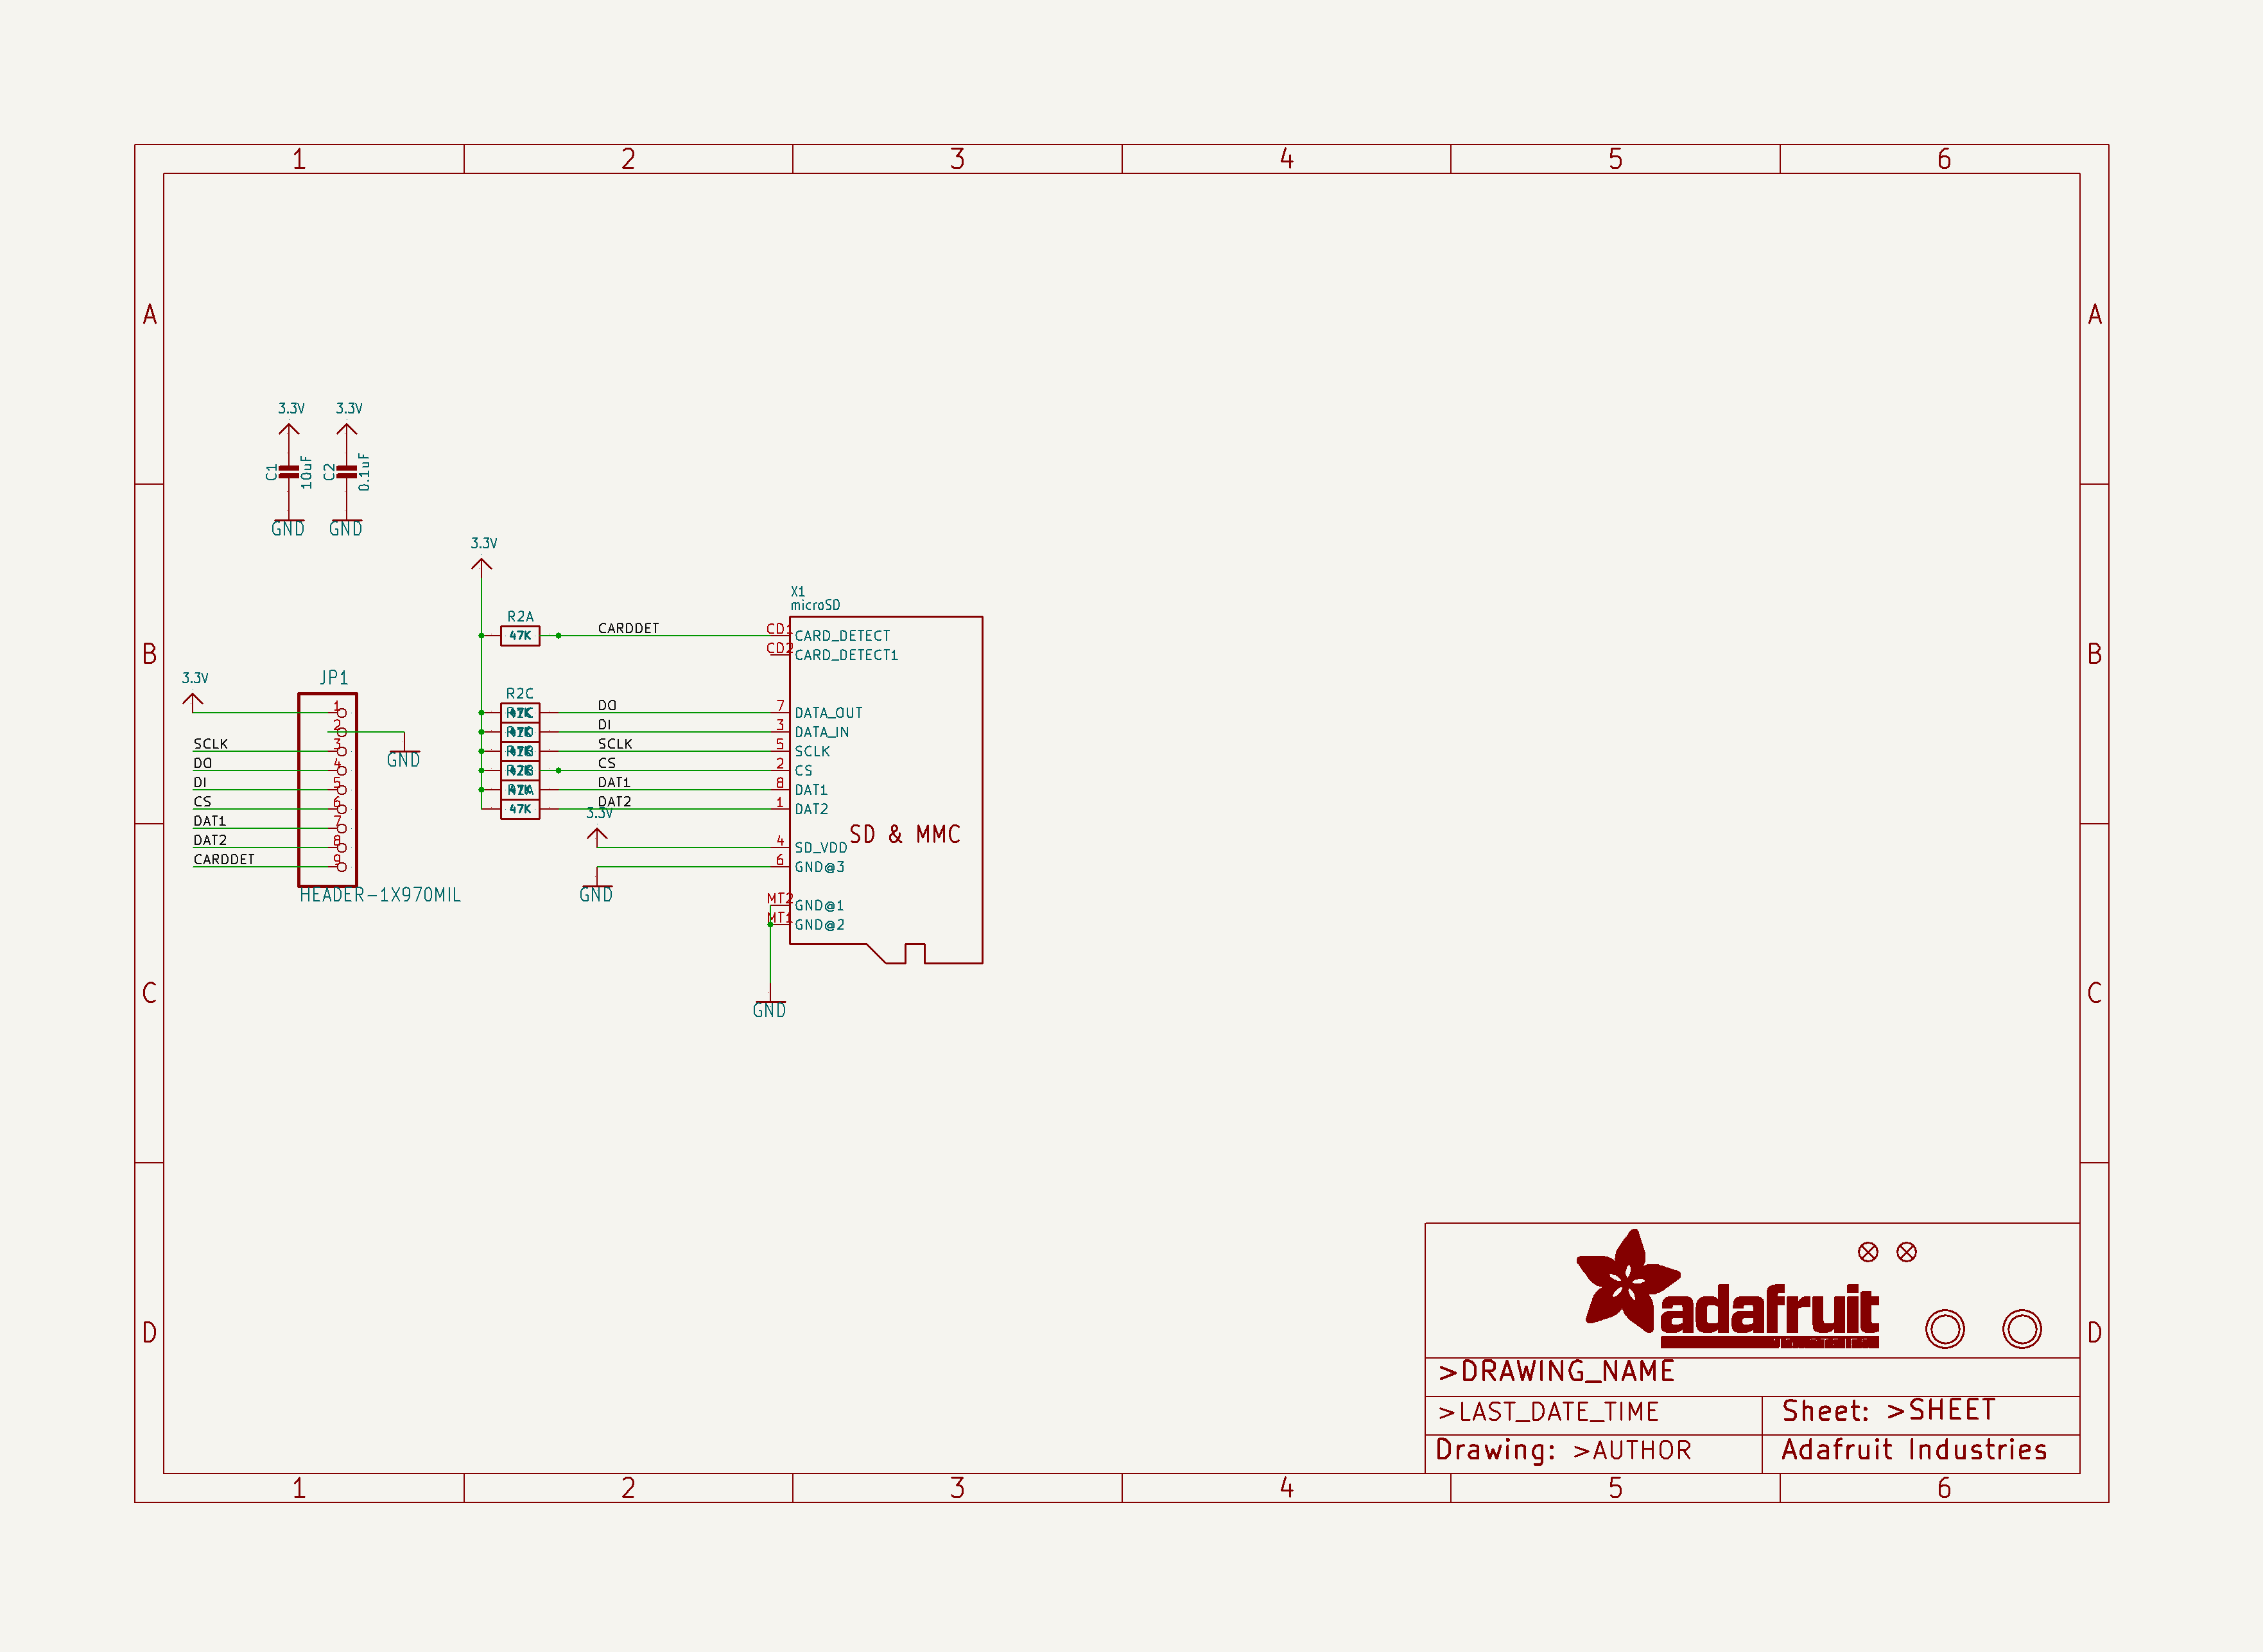 1 2 3 4 5 6
A A
3.3V 3.3V
C1 10uF C2 0.1uF
GND GND
3.3V
X1
microSD
R2A
47K CARDDET CD1 CARD_DETECT
CD2 CARD_DETECT1
B B
3.3V
JP1
R2C
1
2
GND
SCLK 3
DO 4
DI 5
CS 6
DAT1 7
DAT2 8
CARDDET 9
HEADER-1X970MIL
47K DO 7 DATA_OUT
47K DI 3 DATA_IN
47K SCLK 5 SCLK
47K CS 2 CS
47K DAT1 8 DAT1
47K DAT2 1 DAT2
SD & MMC
3.3V 4 SD_VDD
GND 6 GND@3
MT2 GND@1
MT1 GND@2
GND
C C
D D
adafruit
>DRAWING_NAME
>LAST_DATE_TIME Sheet: >SHEET
Drawing: >AUTHOR Adafruit Industries
1 2 3 4 5 6